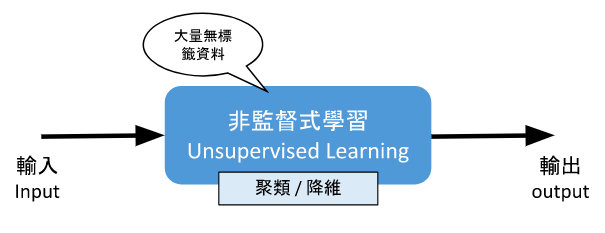 大量無標
籤資料
非監督式學習
Unsupervised Learning
聚類 / 降維
輸入
Input
輸出
output